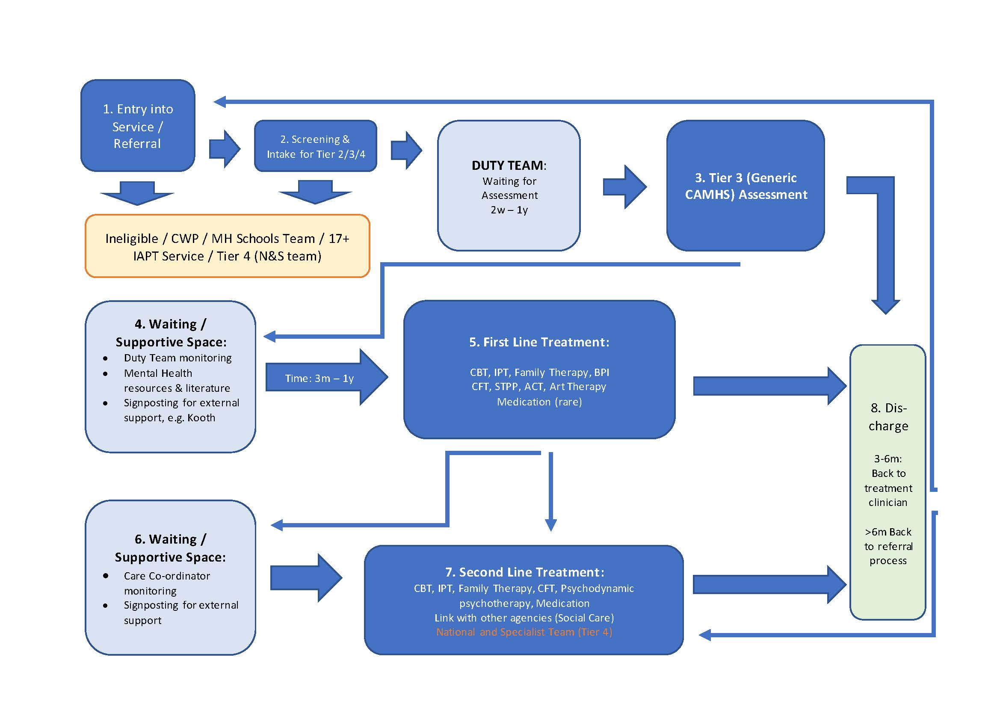 1. Entry into
Service /
Referral
2. Screening &
Intake for Tier 2/3/4
DUTY TEAM:
Waiting for
Assessment
2w – 1y
3. Tier 3 (Generic
CAMHS) Assessment
Ineligible / CWP / MH Schools Team / 17+
IAPT Service / Tier 4 (N&S team)
4. Waiting /
Supportive Space:
• Duty Team monitoring
• Mental Health
resources & literature
• Signposting for external
support, e.g. Kooth
Time: 3m – 1y
5. First Line Treatment:
CBT, IPT, Family Therapy, BPI
CFT, STPP, ACT, Art Therapy
Medication (rare)
6. Waiting /
Supportive Space:
• Care Co-ordinator
monitoring
• Signposting for external
support
7. Second Line Treatment:
CBT, IPT, Family Therapy, CFT, Psychodynamic
psychotherapy, Medication
Link with other agencies (Social Care)
National and Specialist Team (Tier 4)
8. Dis-
charge
3-6m:
Back to
treatment
clinician
>6m Back
to referral
process